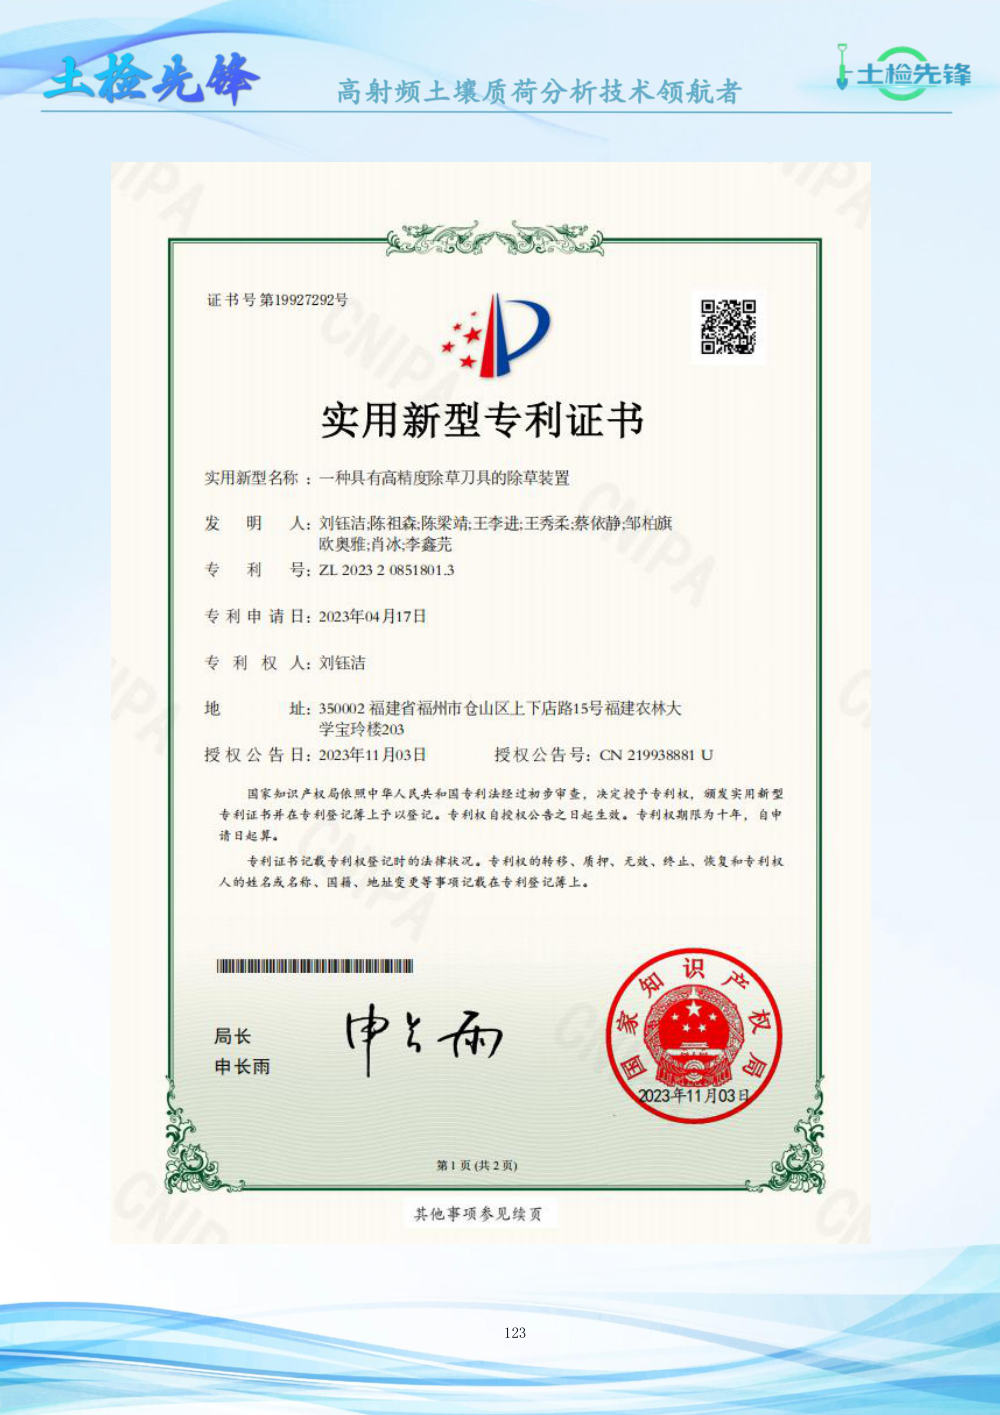 土检先锋
高射频土壤质荷分析技术领航者
土检先锋
证书号第19927292号
实用新型专利证书
实用新型名称：一种具有高精度除草刀具的除草装置
发明人：刘钰洁;陈祖森;陈梁靖;王李进;王秀柔;蔡依静;邹柏旗
欧奥雅;肖冰;李鑫芫
专利号：ZL 2023 2 0851801.3
专利申请日：2023年04月17日
专利权人：刘钰洁
地址：350002 福建省福州市仓山区上下店路15号福建农林大
学宝玲楼203
授权公告日：2023年11月03日 授权公告号：CN 219938881 U
国家知识产权局依照中华人民共和国专利法经过初步审查，决定授予专利权，颁发实用新型
专利证书并在专利登记簿上予以登记。专利权自授权公告之日起生效。专利权期限为十年，自申
请日起算。
专利证书记载专利权登记时的法律状况。专利权的转移、质押、无效、终止、恢复和专利权
人的姓名或名称、国籍、地址变更等事项记载在专利登记簿上。
局长
申长雨
申长雨
国家知识产权局
2023年11月03日
第1页(共2页)
其他事项参见续页
123